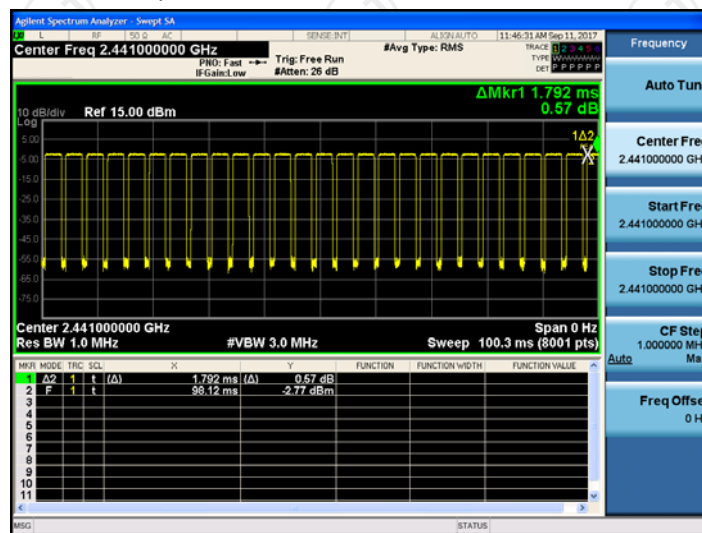 Agilent Spectrum Analyzer - Swept SA
L RF 50 Ω AC SENSE:INT ALIGN AUTO 11:46:31 AM Sep 11, 2017
Center Freq 2.441000000 GHz #Avg Type: RMS TRACE 1 2 3 4 5 6
PNO: Fast Trig: Free Run TYPE WWWWWW
IFGain:Low #Atten: 26 dB DET P P P P P P
ΔMkr1 1.792 ms
10 dB/div Ref 15.00 dBm 0.57 dB
Log
1Δ2
5.00
-5.00
-15.0
-25.0
-35.0
-45.0
-55.0
-65.0
-75.0
Center 2.441000000 GHz Span 0 Hz
Res BW 1.0 MHz #VBW 3.0 MHz Sweep 100.3 ms (8001 pts)
MKR MODE TRC SCL X Y FUNCTION FUNCTION WIDTH FUNCTION VALUE
1 Δ2 1 t (Δ) 1.792 ms (Δ) 0.57 dB
2 F 1 t 98.12 ms -2.77 dBm
3
4
5
6
7
8
9
10
11
MSG STATUS
Frequency
Auto Tun
Center Fre
2.441000000 GH
Start Fre
2.441000000 GH
Stop Fre
2.441000000 GH
CF Step
1.000000 MH
Auto Ma
Freq Offse
0 H